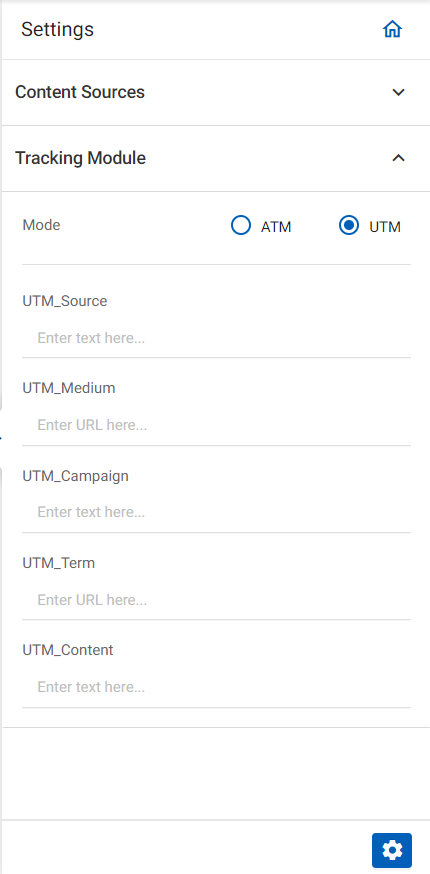 Settings
Content Sources
Tracking Module
Mode ATM UTM
UTM_Source
Enter text here...
UTM_Medium
Enter URL here...
UTM_Campaign
Enter text here...
UTM_Term
Enter URL here...
UTM_Content
Enter text here...